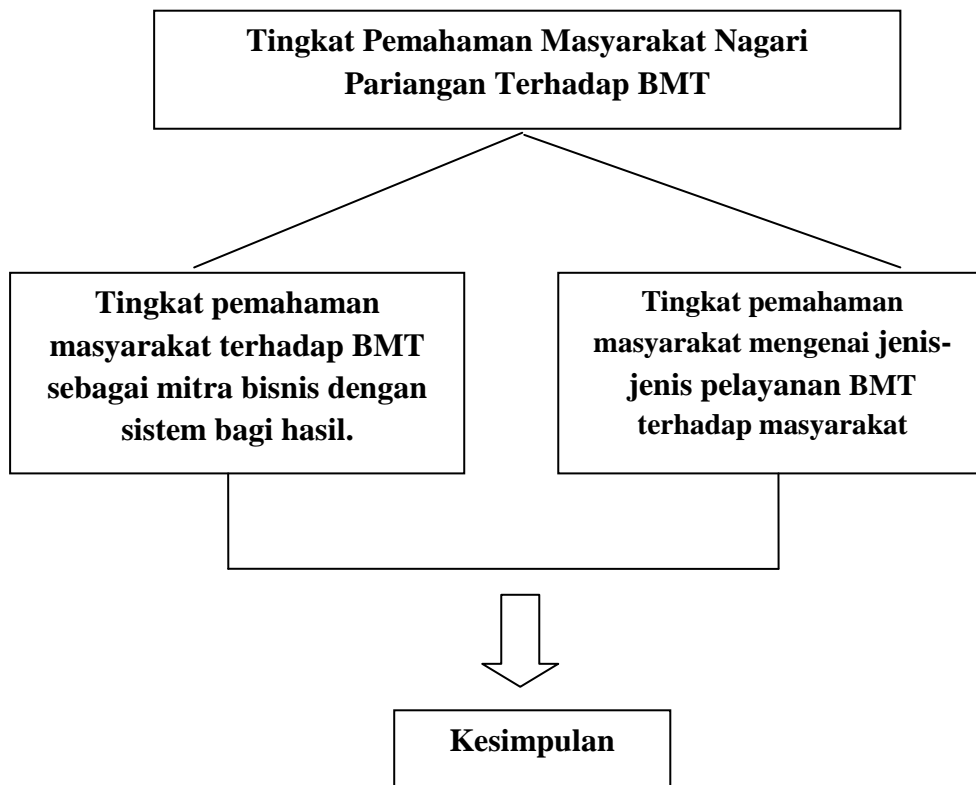 Tingkat Pemahaman Masyarakat Nagari
Pariangan Terhadap BMT
Tingkat pemahaman
masyarakat terhadap BMT
sebagai mitra bisnis dengan
sistem bagi hasil.
Tingkat pemahaman
masyarakat mengenai jenis-
jenis pelayanan BMT
terhadap masyarakat
Kesimpulan